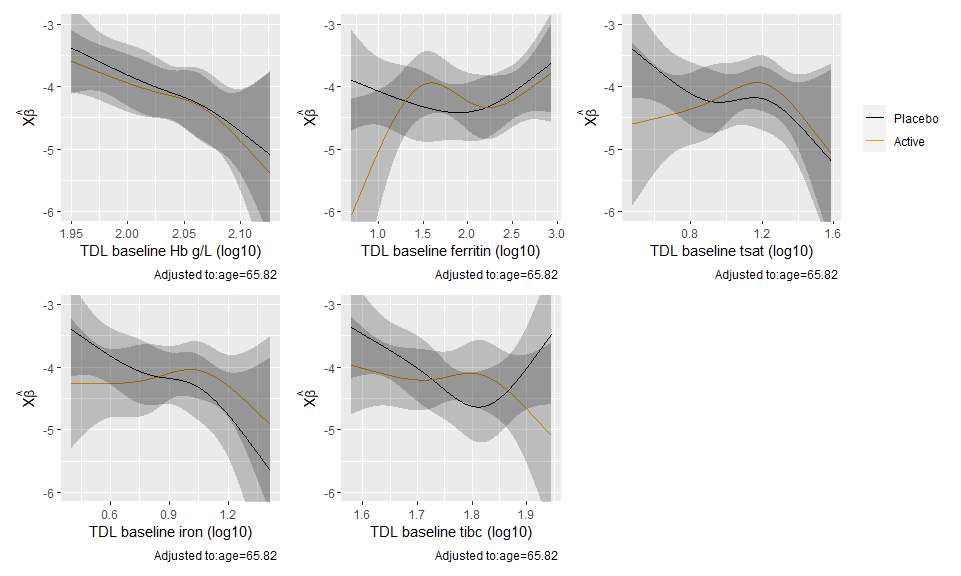 -3
-4
-5
-6
Xβ̂
1.95 2.00 2.05 2.10
TDL baseline Hb g/L (log10)
Adjusted to:age=65.82
-3
-4
-5
-6
Xβ̂
1.0 1.5 2.0 2.5 3.0
TDL baseline ferritin (log10)
Adjusted to:age=65.82
-3
-4
-5
-6
Xβ̂
0.8 1.2 1.6
TDL baseline tsat (log10)
Adjusted to:age=65.82
Placebo
Active
-3
-4
-5
-6
Xβ̂
0.6 0.9 1.2
TDL baseline iron (log10)
Adjusted to:age=65.82
-3
-4
-5
-6
Xβ̂
1.6 1.7 1.8 1.9
TDL baseline tibc (log10)
Adjusted to:age=65.82